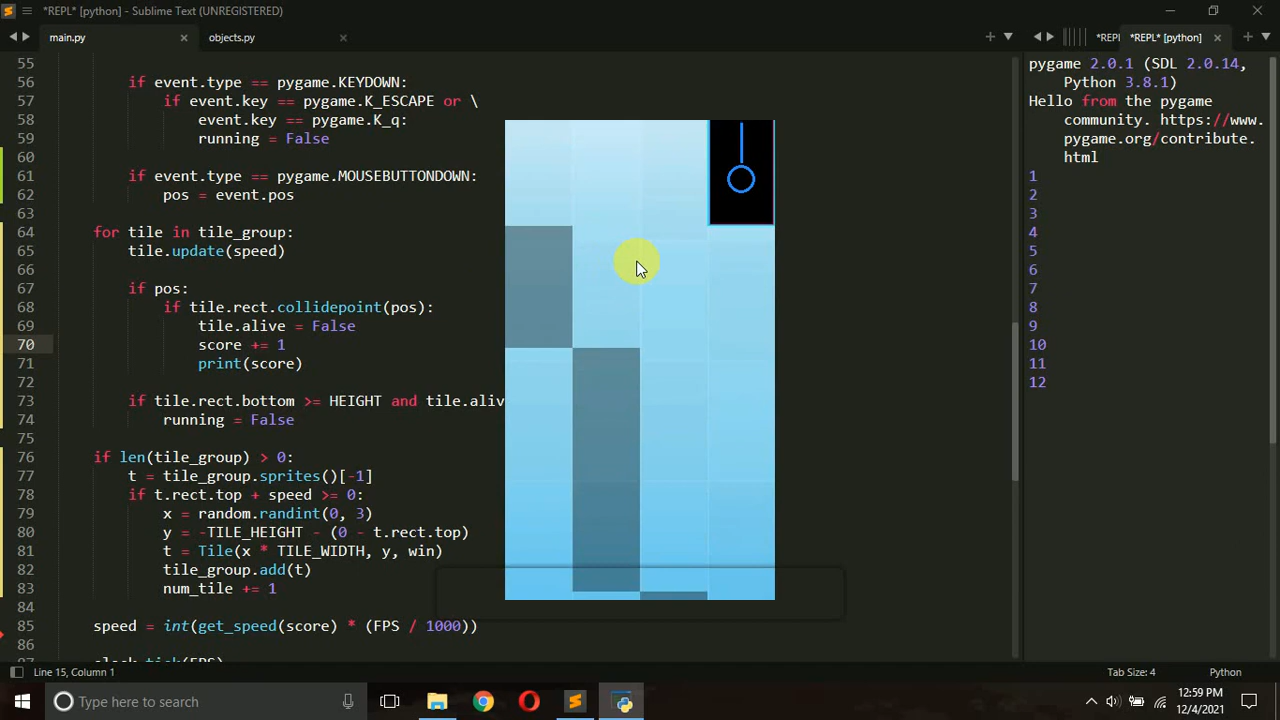 *REPL* [python] - Sublime Text (UNREGISTERED)
main.py
objects.py
*REPL
*REPL* [python]
55
56 if event.type == pygame.KEYDOWN:
57 if event.key == pygame.K_ESCAPE or \
58 event.key == pygame.K_q:
59 running = False
60
61 if event.type == pygame.MOUSEBUTTONDOWN:
62 pos = event.pos
63
64 for tile in tile_group:
65 tile.update(speed)
66
67 if pos:
68 if tile.rect.collidepoint(pos):
69 tile.alive = False
70 score += 1
71 print(score)
72
73 if tile.rect.bottom >= HEIGHT and tile.aliv
74 running = False
75
76 if len(tile_group) > 0:
77 t = tile_group.sprites()[-1]
78 if t.rect.top + speed >= 0:
79 x = random.randint(0, 3)
80 y = -TILE_HEIGHT - (0 - t.rect.top)
81 t = Tile(x * TILE_WIDTH, y, win)
82 tile_group.add(t)
83 num_tile += 1
84
85 speed = int(get_speed(score) * (FPS / 1000))
86
87 clock.tick(FPS)
pygame 2.0.1 (SDL 2.0.14,
Python 3.8.1)
Hello from the pygame
community. https://www.
pygame.org/contribute.
html
1
2
3
4
5
6
7
8
9
10
11
12
Line 15, Column 1
Tab Size: 4
Python
Type here to search
12:59 PM
12/4/2021